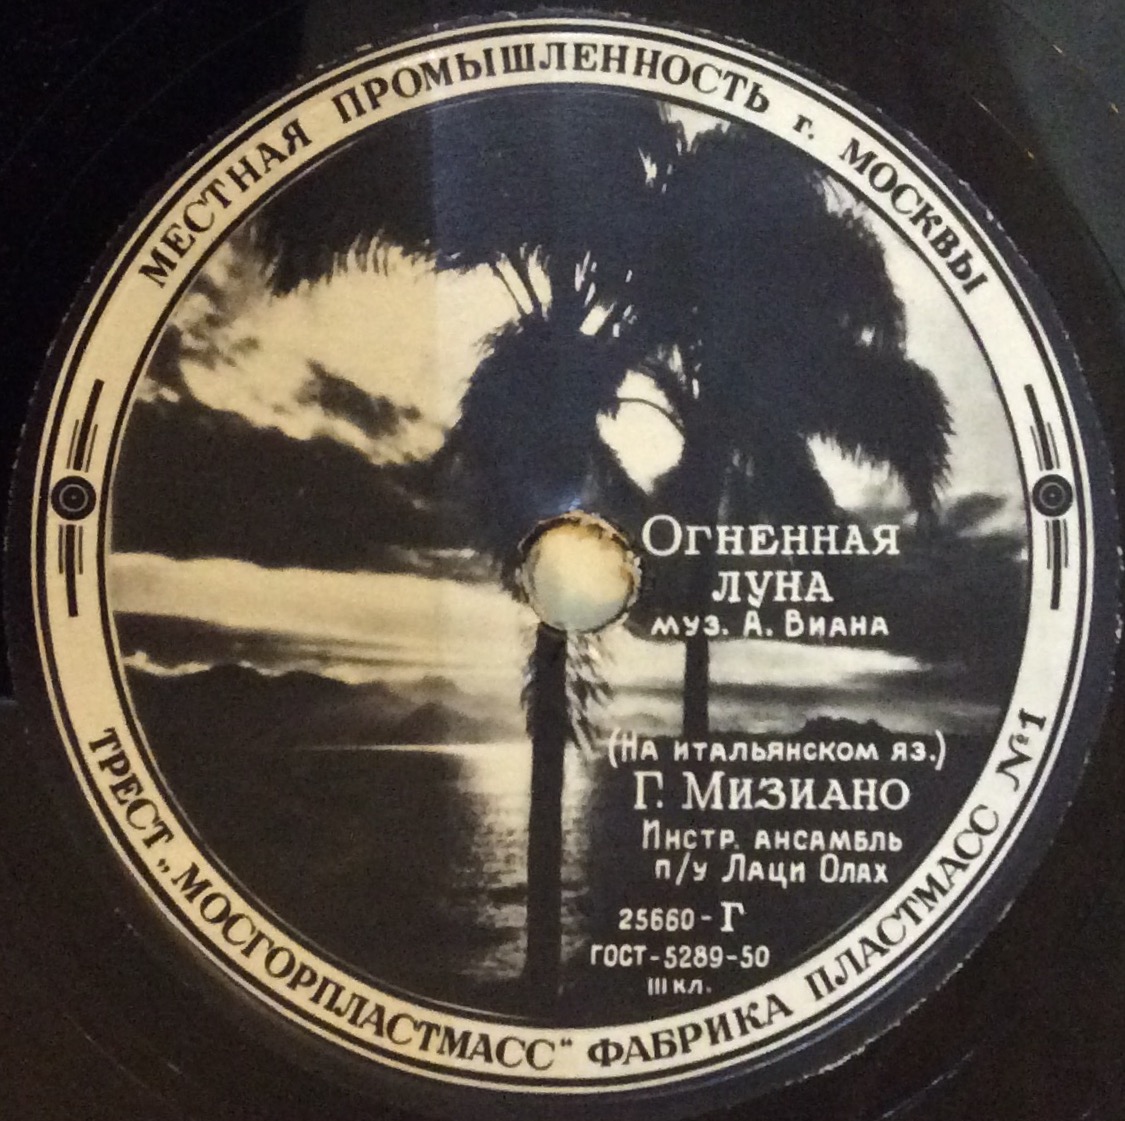 МЕСТНАЯ ПРОМЫШЛЕННОСТЬ г. МОСКВЫ
ОГНЕННАЯ
ЛУНА
муз. А. ВИАНА
(НА ИТАЛЬЯНСКОМ ЯЗ.)
Г. МИЗИАНО
ИНСТР. АНСАМБЛЬ
П/У ЛАЦИ ОЛАХ
25660-Г
ГОСТ-5289-50
III КЛ.
ТРЕСТ „МОСГОРПЛАСТМАСС“ ФАБРИКА ПЛАСТМАСС №1